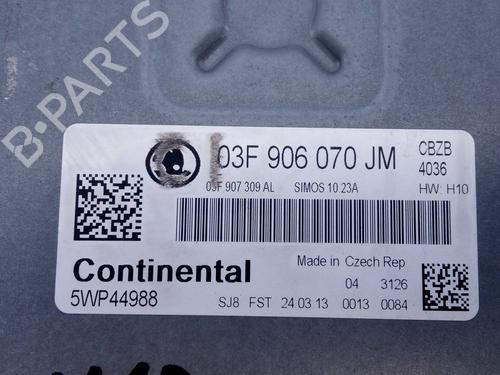 B-PARTS
03F 906 070 JM
CBZB
4036
03F 907 309 AL SIMOS 10.23A
HW: H10
Continental
5WP44988
Made in Czech Rep.
04 3126
SJ8 FST 24 03 13 0013 0084